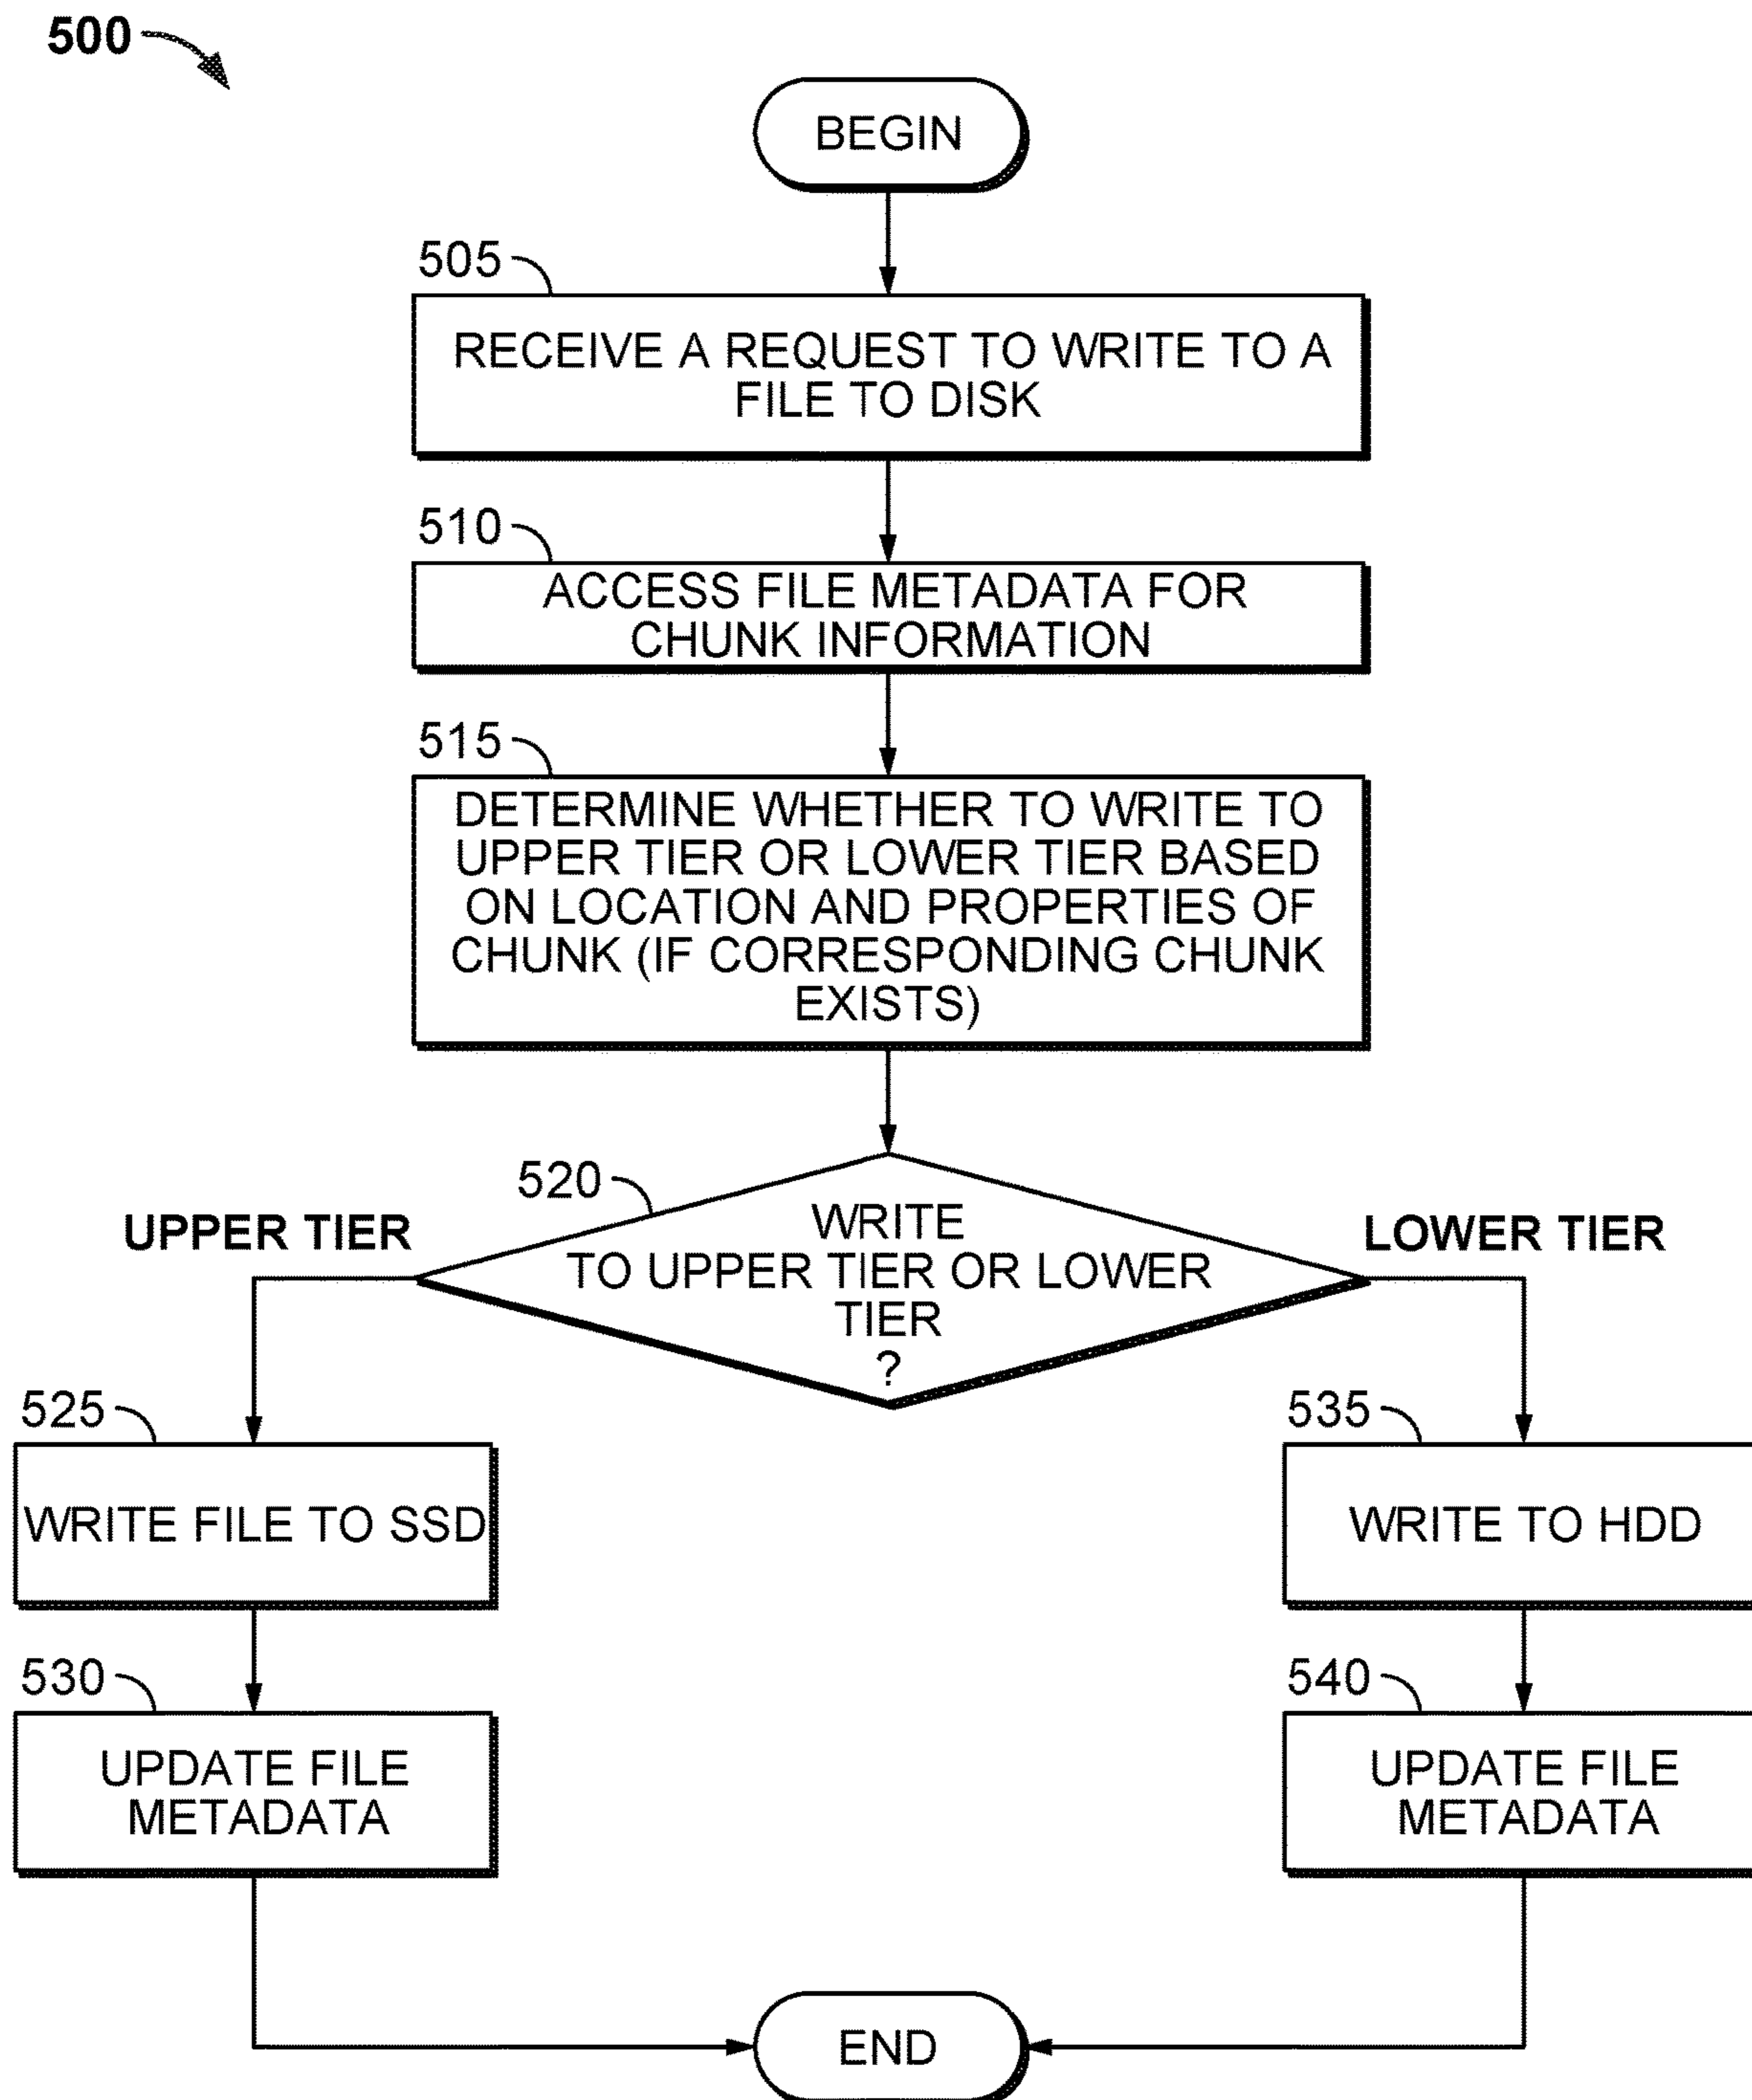 500
BEGIN
505
RECEIVE A REQUEST TO WRITE TO A
FILE TO DISK
510
ACCESS FILE METADATA FOR
CHUNK INFORMATION
515
DETERMINE WHETHER TO WRITE TO
UPPER TIER OR LOWER TIER BASED
ON LOCATION AND PROPERTIES OF
CHUNK (IF CORRESPONDING CHUNK
EXISTS)
520
UPPER TIER
WRITE
TO UPPER TIER OR LOWER
TIER
?
LOWER TIER
525
WRITE FILE TO SSD
530
UPDATE FILE
METADATA
535
WRITE TO HDD
540
UPDATE FILE
METADATA
END